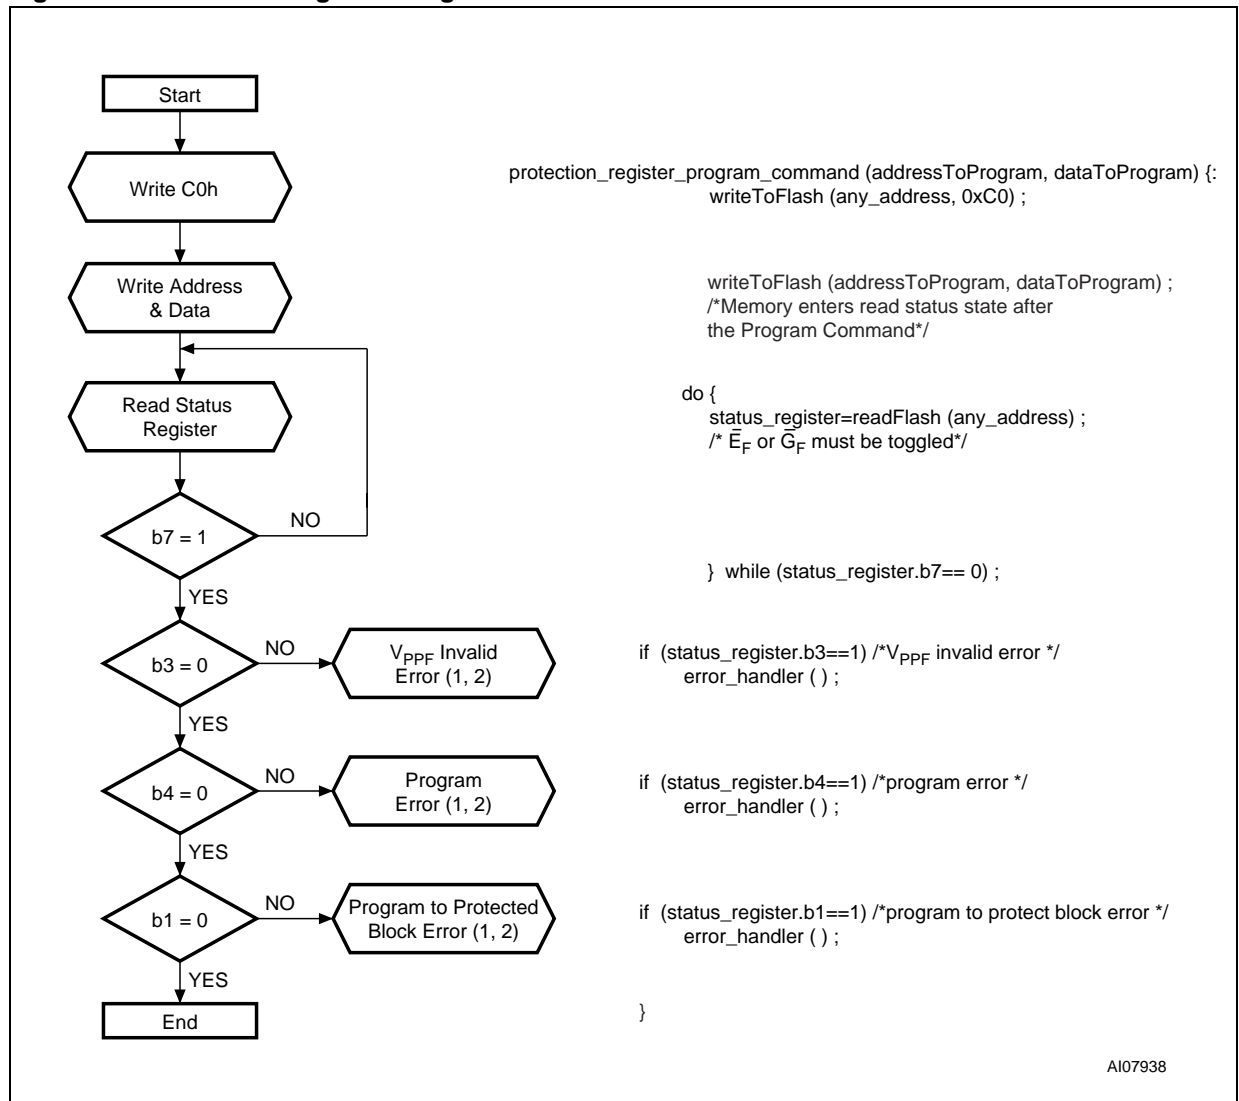 Start
Write C0h
protection_register_program_command (addressToProgram, dataToProgram) {:
writeToFlash (any_address, 0xC0) ;
Write Address
& Data
writeToFlash (addressToProgram, dataToProgram) ;
/*Memory enters read status state after
the Program Command*/
Read Status
Register
do {
status_register=readFlash (any_address) ;
/* E̅F or G̅F must be toggled*/
b7 = 1
NO
} while (status_register.b7== 0) ;
YES
b3 = 0
NO
VPPF Invalid
Error (1, 2)
if (status_register.b3==1) /*VPPF invalid error */
error_handler ( ) ;
YES
b4 = 0
NO
Program
Error (1, 2)
if (status_register.b4==1) /*program error */
error_handler ( ) ;
YES
b1 = 0
NO
Program to Protected
Block Error (1, 2)
if (status_register.b1==1) /*program to protect block error */
error_handler ( ) ;
YES
End
}
AI07938